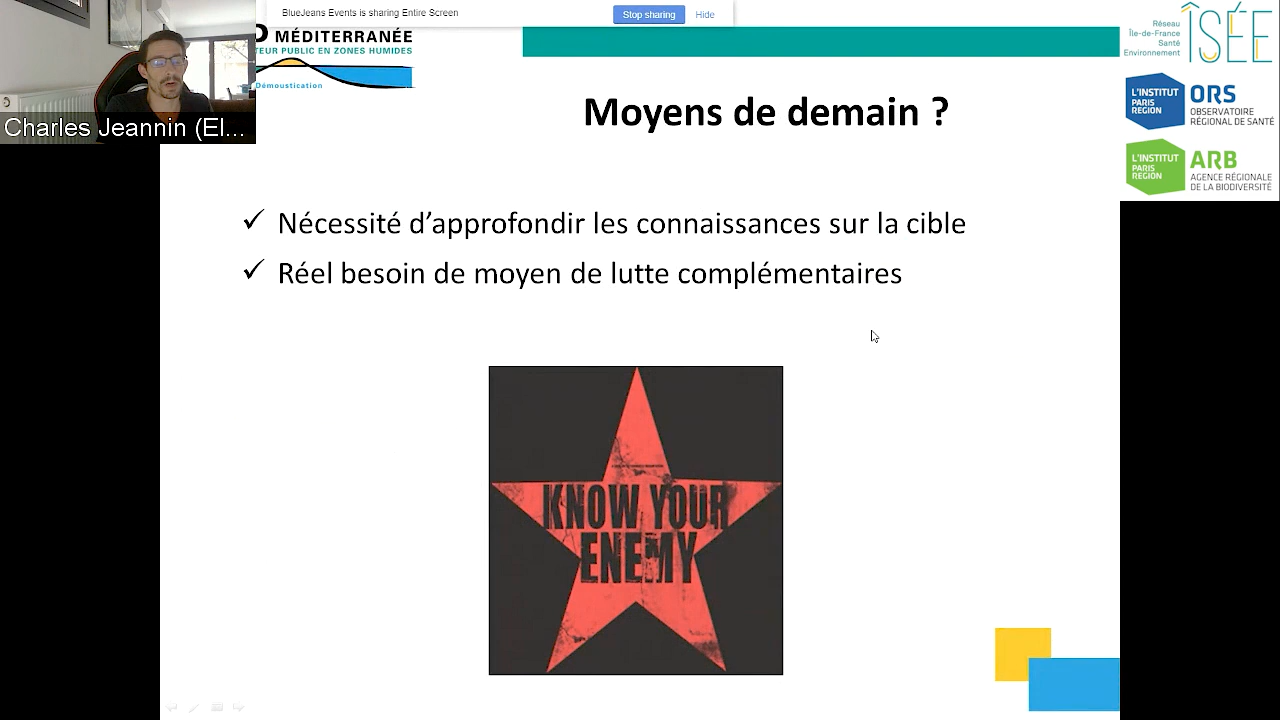 BlueJeans Events is sharing Entire Screen
Stop sharing
Hide
MÉDITERRANÉE
TEUR PUBLIC EN ZONES HUMIDES
Démoustication
Charles Jeannin (El...
Réseau
Île-de-France
Santé
Environnement
ÎSÉE
L'INSTITUT
PARIS
REGION
ORS
OBSERVATOIRE
RÉGIONAL DE SANTÉ
L'INSTITUT
PARIS
REGION
ARB
AGENCE RÉGIONALE
DE LA BIODIVERSITÉ
Moyens de demain ?
✓ Nécessité d’approfondir les connaissances sur la cible
✓ Réel besoin de moyen de lutte complémentaires
KNOW YOUR
ENEMY